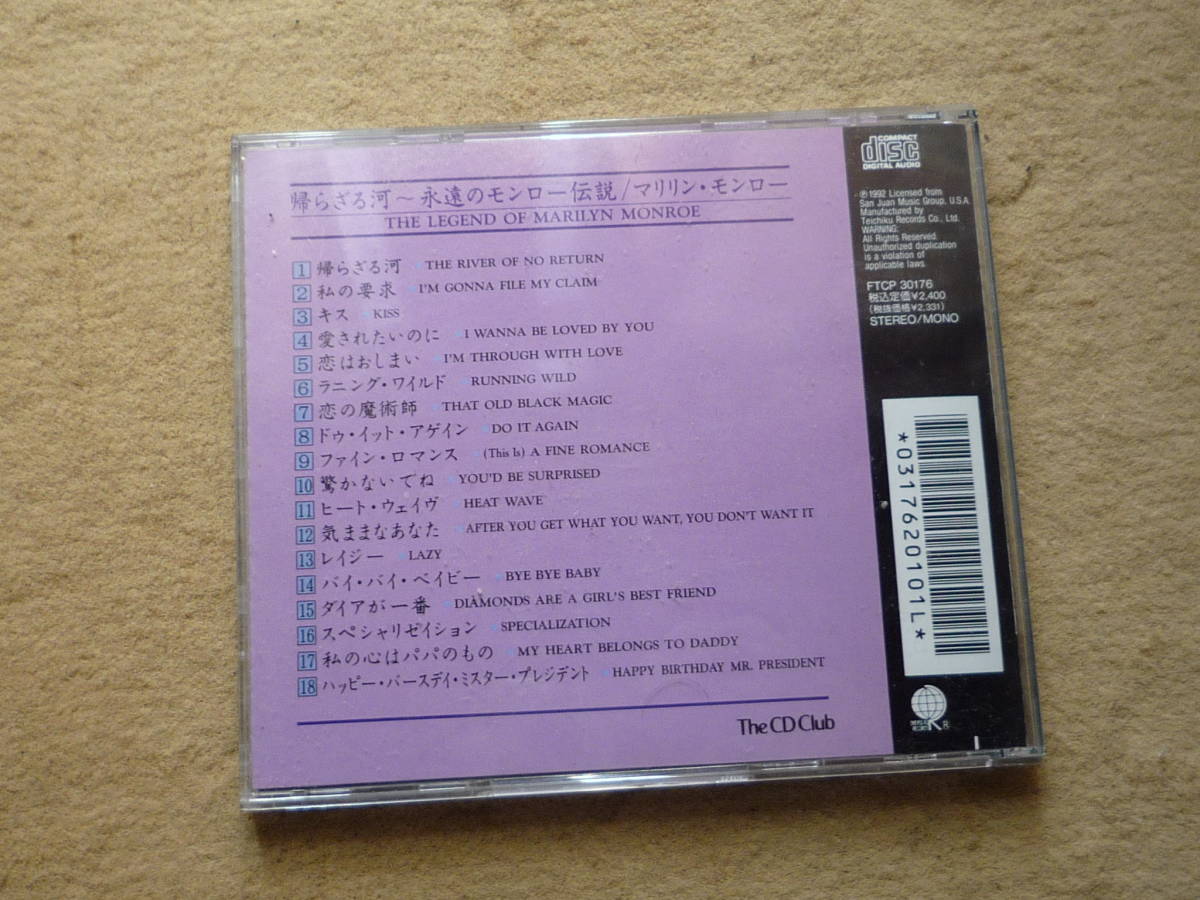 帰らざる河～永遠のモンロー伝説/マリリン・モンロー
THE LEGEND OF MARILYN MONROE
1 帰らざる河 THE RIVER OF NO RETURN
2 私の要求 I'M GONNA FILE MY CLAIM
3 キス KISS
4 愛されたいのに I WANNA BE LOVED BY YOU
5 恋はおしまい I'M THROUGH WITH LOVE
6 ラニング・ワイルド RUNNING WILD
7 恋の魔術師 THAT OLD BLACK MAGIC
8 ドゥ・イット・アゲイン DO IT AGAIN
9 ファイン・ロマンス (This Is) A FINE ROMANCE
10 驚かないでね YOU'D BE SURPRISED
11 ヒート・ウェイヴ HEAT WAVE
12 気ままなあなた AFTER YOU GET WHAT YOU WANT, YOU DON'T WANT IT
13 レイジー LAZY
14 バイ・バイ・ベイビー BYE BYE BABY
15 ダイアが一番 DIAMONDS ARE A GIRL'S BEST FRIEND
16 スペシャリゼイション SPECIALIZATION
17 私の心はパパのもの MY HEART BELONGS TO DADDY
18 ハッピー・バースデイ・ミスター・プレジデント HAPPY BIRTHDAY MR. PRESIDENT
The CD Club
COMPACT
disc
DIGITAL AUDIO
Ⓟ1992 Licensed from
San Juan Music Group, U.S.A.
Manufactured by
Teichiku Records Co., Ltd.
WARNING:
All Rights Reserved.
Unauthorized duplication
is a violation of
applicable laws.
FTCP 30176
税込定価¥2,400
(税抜価格¥2,331)
STEREO/MONO
*0317620101L*